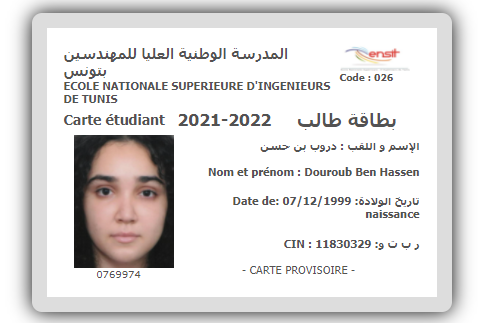 المدرسة الوطنية العليا للمهندسين
بتونس
ensit
Code : 026
ECOLE NATIONALE SUPERIEURE D'INGENIEURS
DE TUNIS
Carte étudiant 2021-2022 بطاقة طالب
الإسم و اللقب : دروب بن حسن
Nom et prénom : Douroub Ben Hassen
Date de: 07/12/1999 :تاريخ الولادة
naissance
CIN : 11830329 :ر ب ت و
0769974
- CARTE PROVISOIRE -